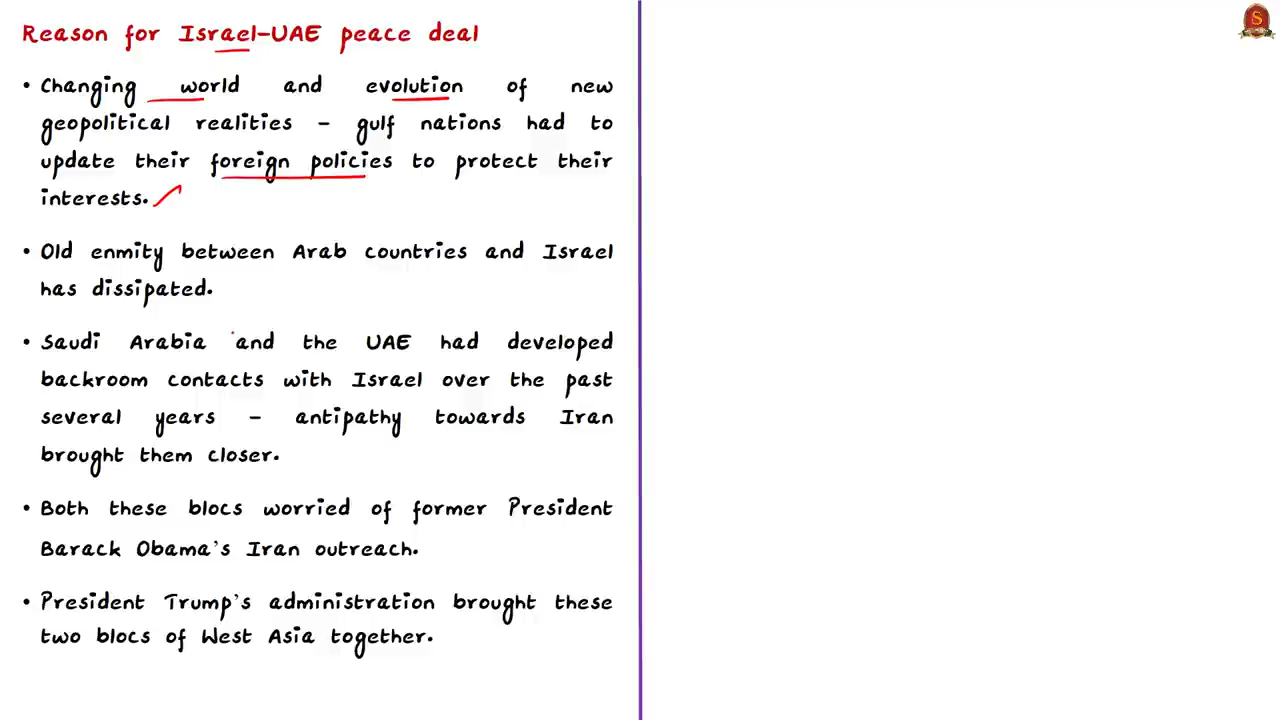 Reason for Israel-UAE peace deal
• Changing world and evolution of new
geopolitical realities - gulf nations had to
update their foreign policies to protect their
interests.
• Old enmity between Arab countries and Israel
has dissipated.
• Saudi Arabia and the UAE had developed
backroom contacts with Israel over the past
several years - antipathy towards Iran
brought them closer.
• Both these blocs worried of former President
Barack Obama's Iran outreach.
• President Trump's administration brought these
two blocs of West Asia together.